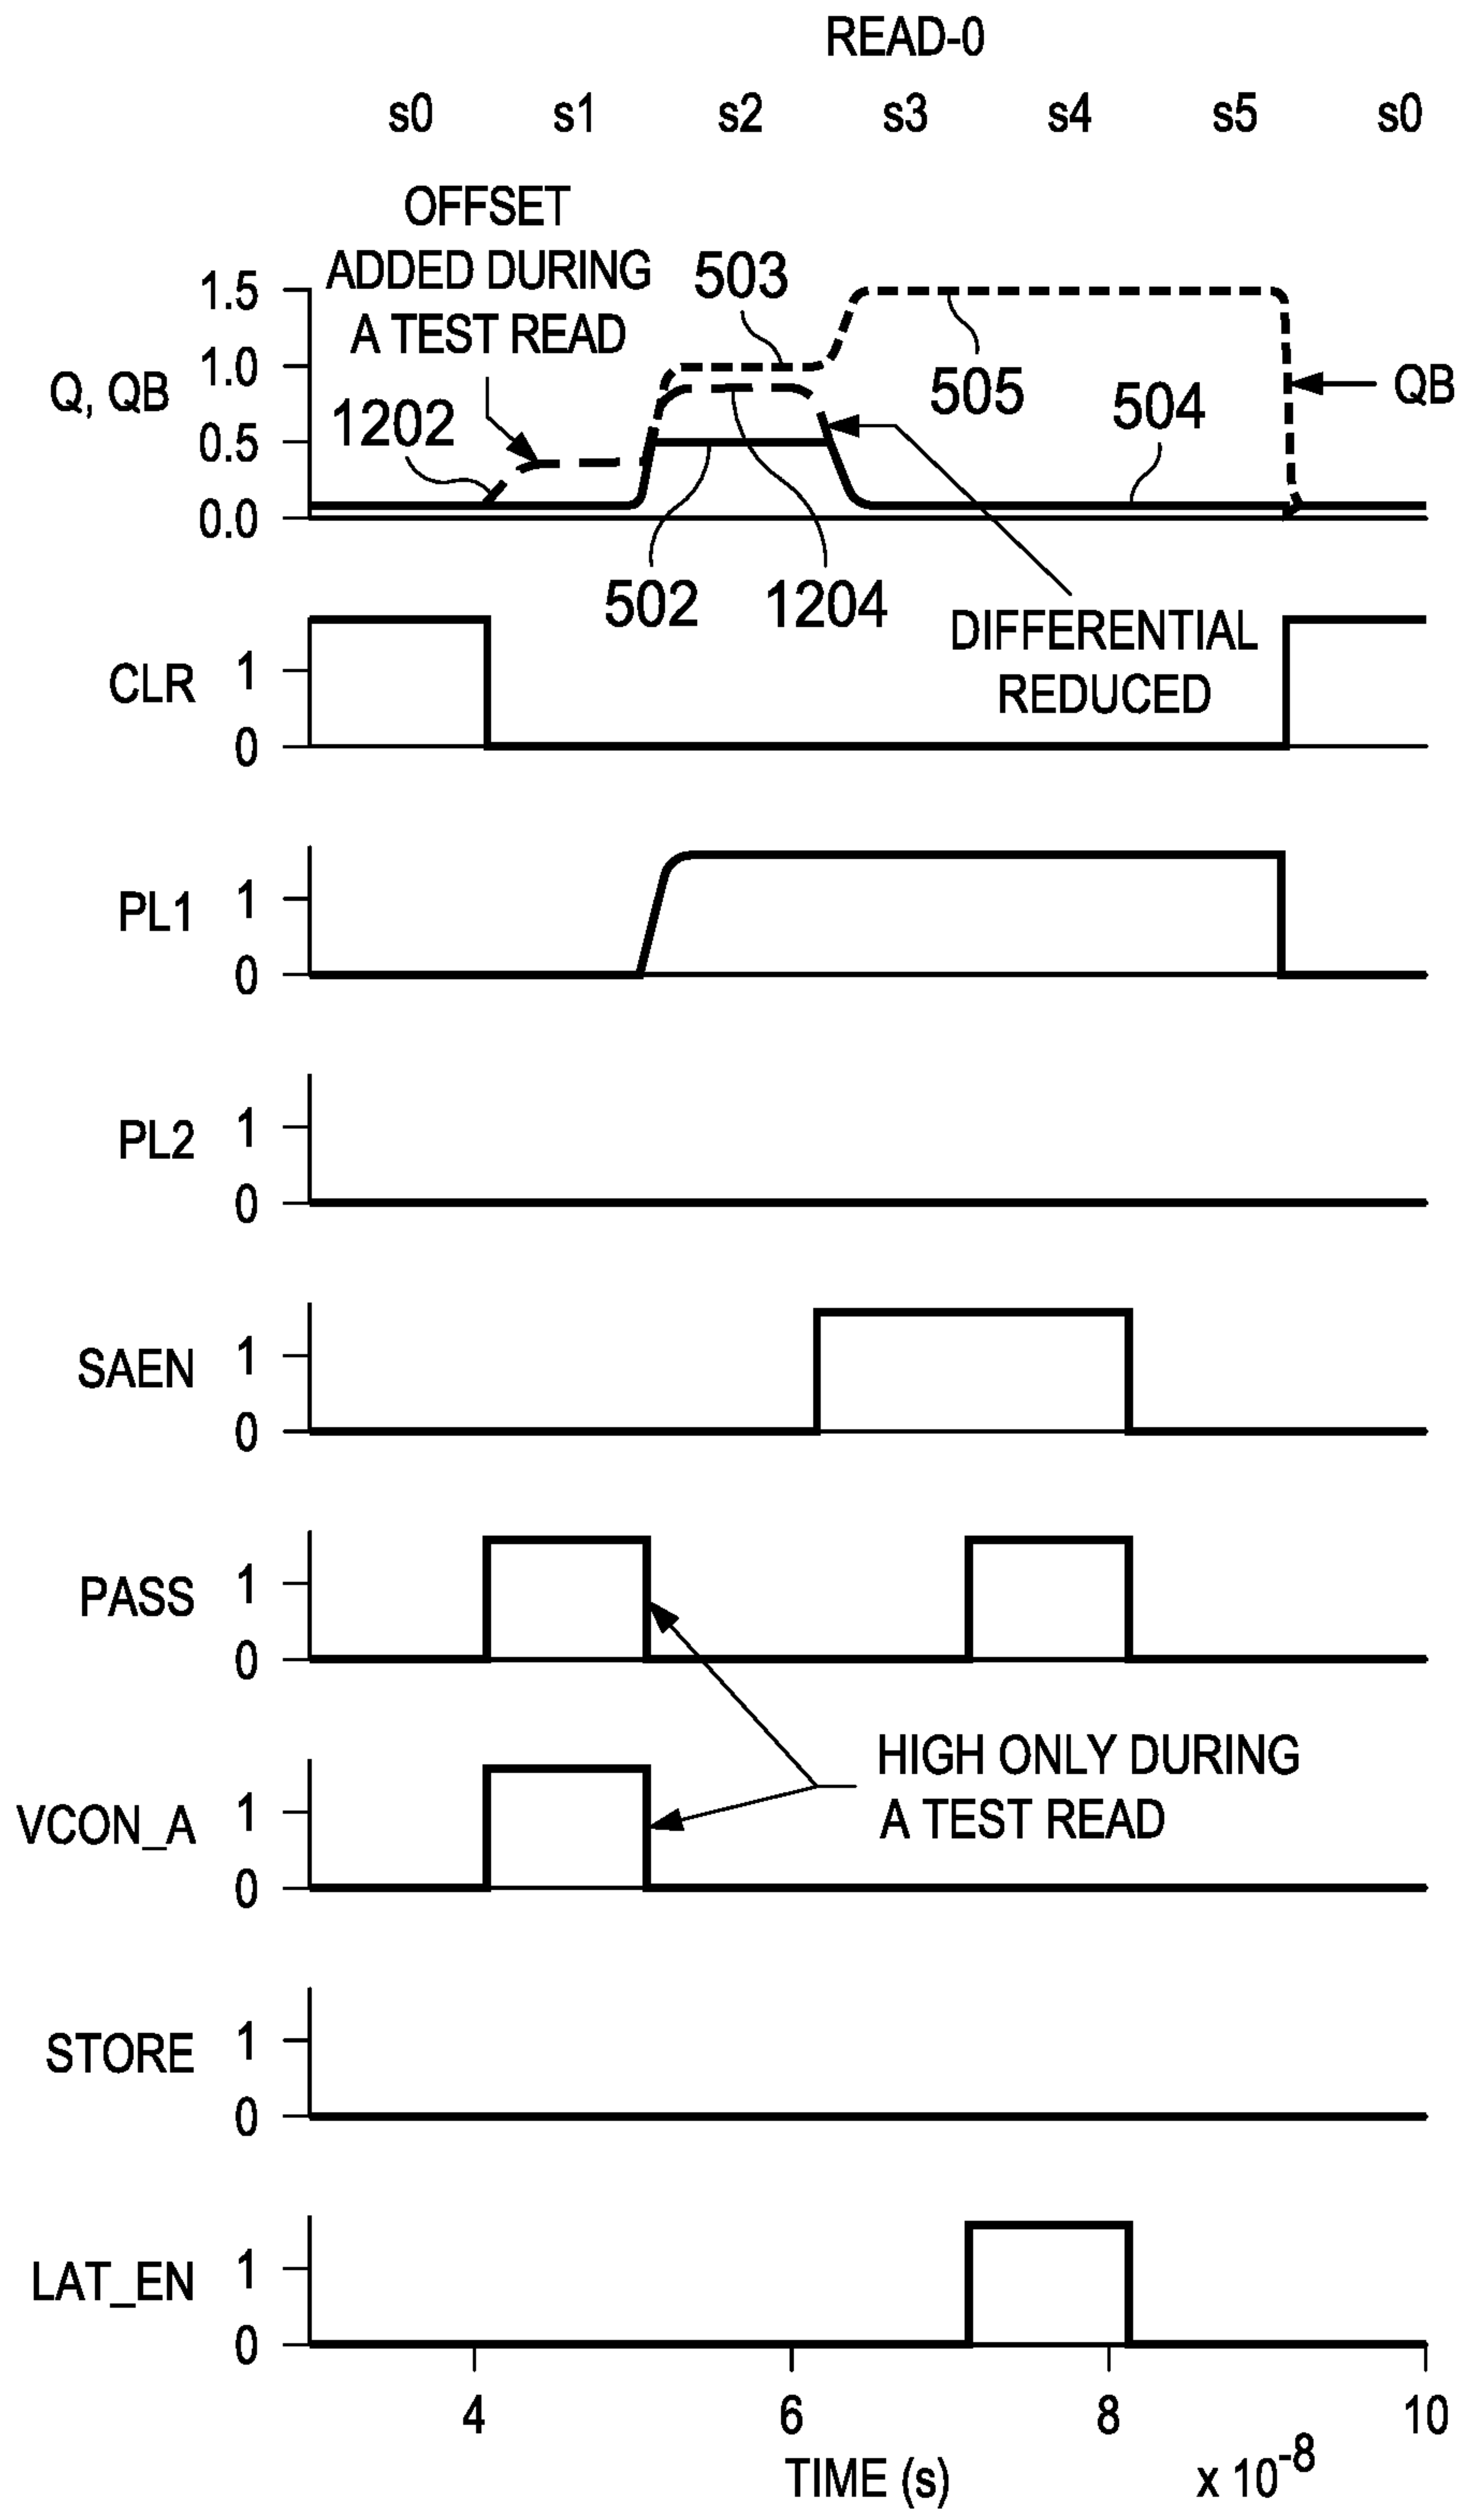 READ-0
s0 s1 s2 s3 s4 s5 s0
OFFSET
ADDED DURING
A TEST READ
503
1.5
1.0
Q, QB
0.5
0.0
1202
505
504
QB
502
1204
DIFFERENTIAL
REDUCED
CLR
1
0
PL1
1
0
PL2
1
0
SAEN
1
0
PASS
1
0
HIGH ONLY DURING
A TEST READ
VCON_A
1
0
STORE
1
0
LAT_EN
1
0
4 6 8 10
TIME (s)
x 10-8